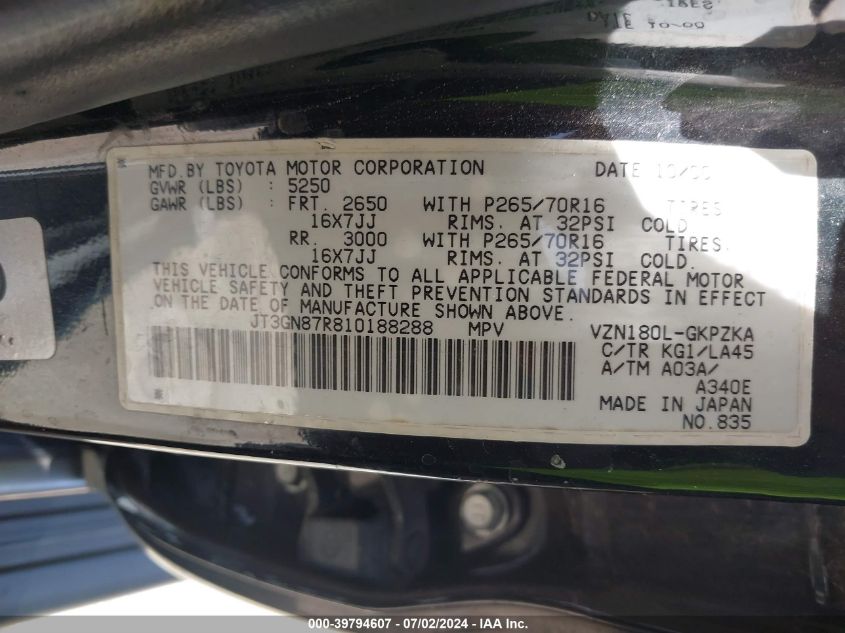 MFD.BY TOYOTA MOTOR CORPORATION DATE 10/00
GVWR (LBS) : 5250
GAWR (LBS) : FRT. 2650 WITH P265/70R16 TIRES
16X7JJ RIMS. AT 32PSI COLD
RR. 3000 WITH P265/70R16 TIRES.
16X7JJ RIMS. AT 32PSI COLD.
THIS VEHICLE CONFORMS TO ALL APPLICABLE FEDERAL MOTOR
VEHICLE SAFETY AND THEFT PREVENTION STANDARDS IN EFFECT
ON THE DATE OF MANUFACTURE SHOWN ABOVE.
JT3GN87R810188288 MPV VZN180L-GKPZKA
C/TR KG1/LA45
A/TM A03A/
A340E
MADE IN JAPAN
NO.835
000-39794607 - 07/02/2024 - IAA Inc.